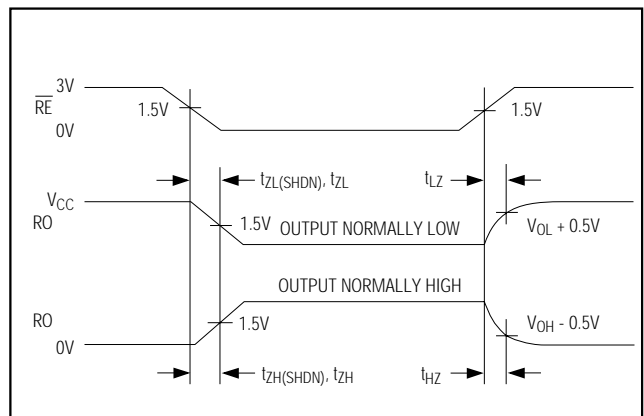 3V
RE
1.5V
1.5V
0V
tZL(SHDN), tZL
tLZ
VCC
RO
1.5V
OUTPUT NORMALLY LOW
VOL + 0.5V
OUTPUT NORMALLY HIGH
RO
1.5V
VOH - 0.5V
0V
tZH(SHDN), tZH
tHZ